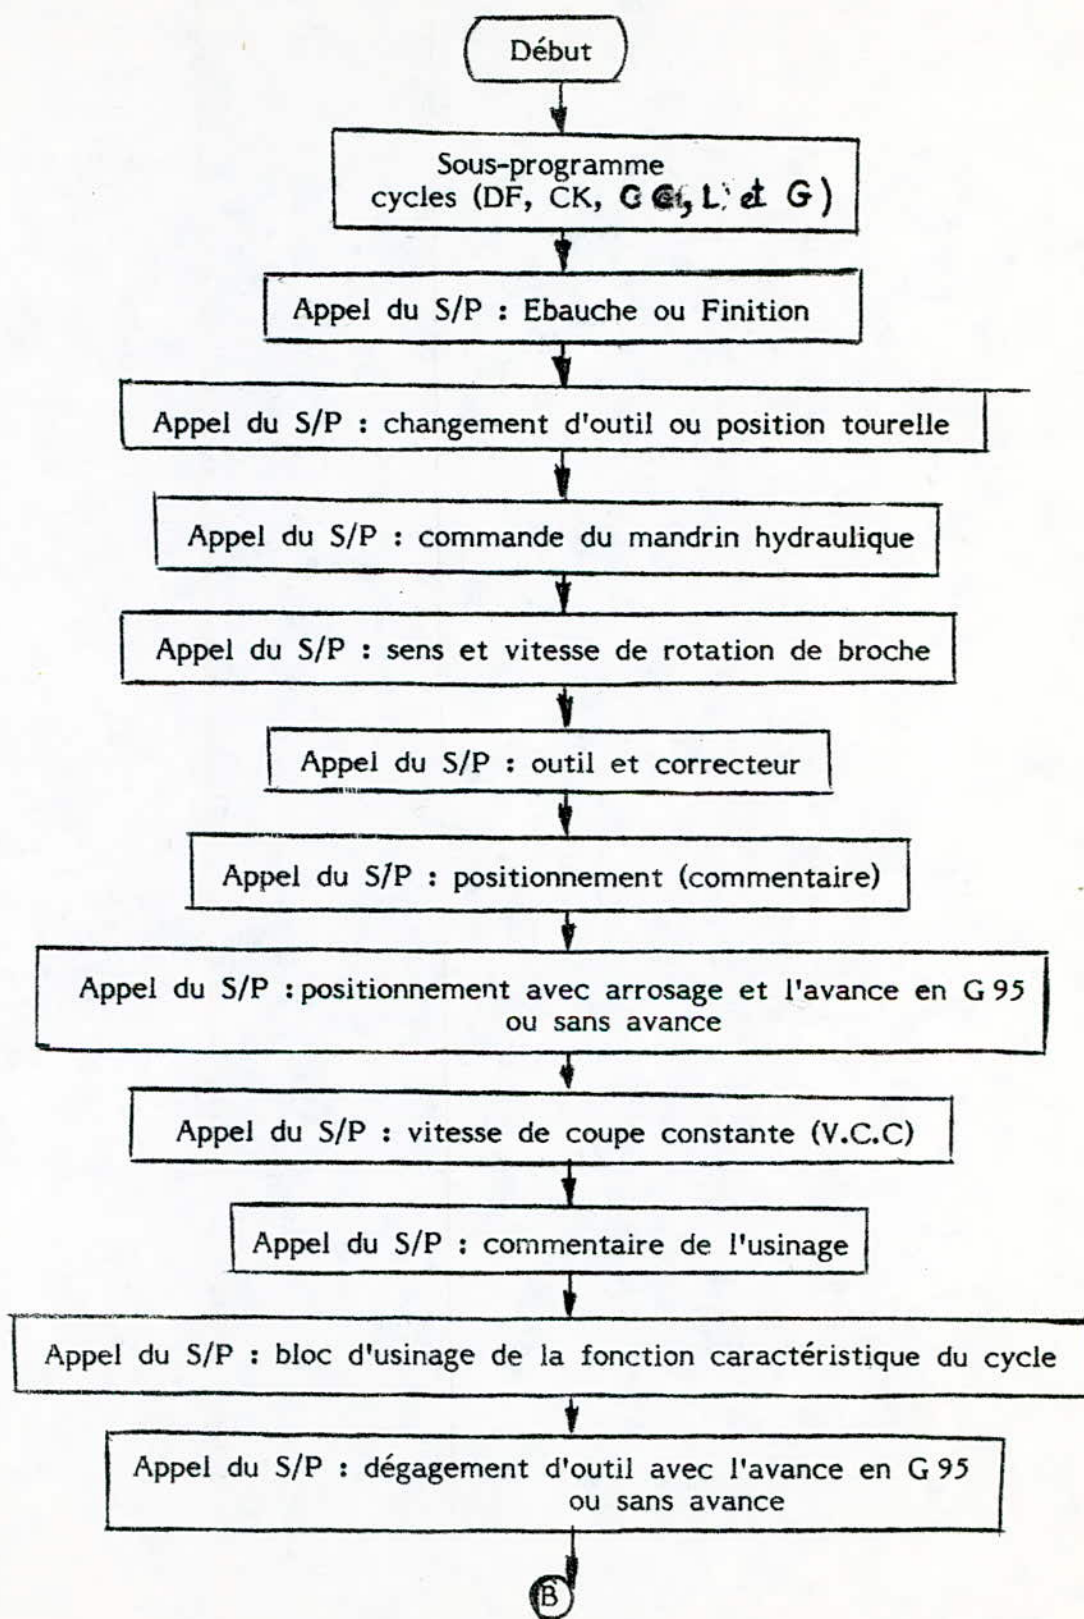 Début
Sous-programme
cycles (DF, CK, L et G)
Appel du S/P : Ebauche ou Finition
Appel du S/P : changement d'outil ou position tourelle
Appel du S/P : commande du mandrin hydraulique
Appel du S/P : sens et vitesse de rotation de broche
Appel du S/P : outil et correcteur
Appel du S/P : positionnement (commentaire)
Appel du S/P : positionnement avec arrosage et l'avance en G 95
ou sans avance
Appel du S/P : vitesse de coupe constante (V.C.C)
Appel du S/P : commentaire de l'usinage
Appel du S/P : bloc d'usinage de la fonction caractéristique du cycle
Appel du S/P : dégagement d'outil avec l'avance en G 95
ou sans avance
B